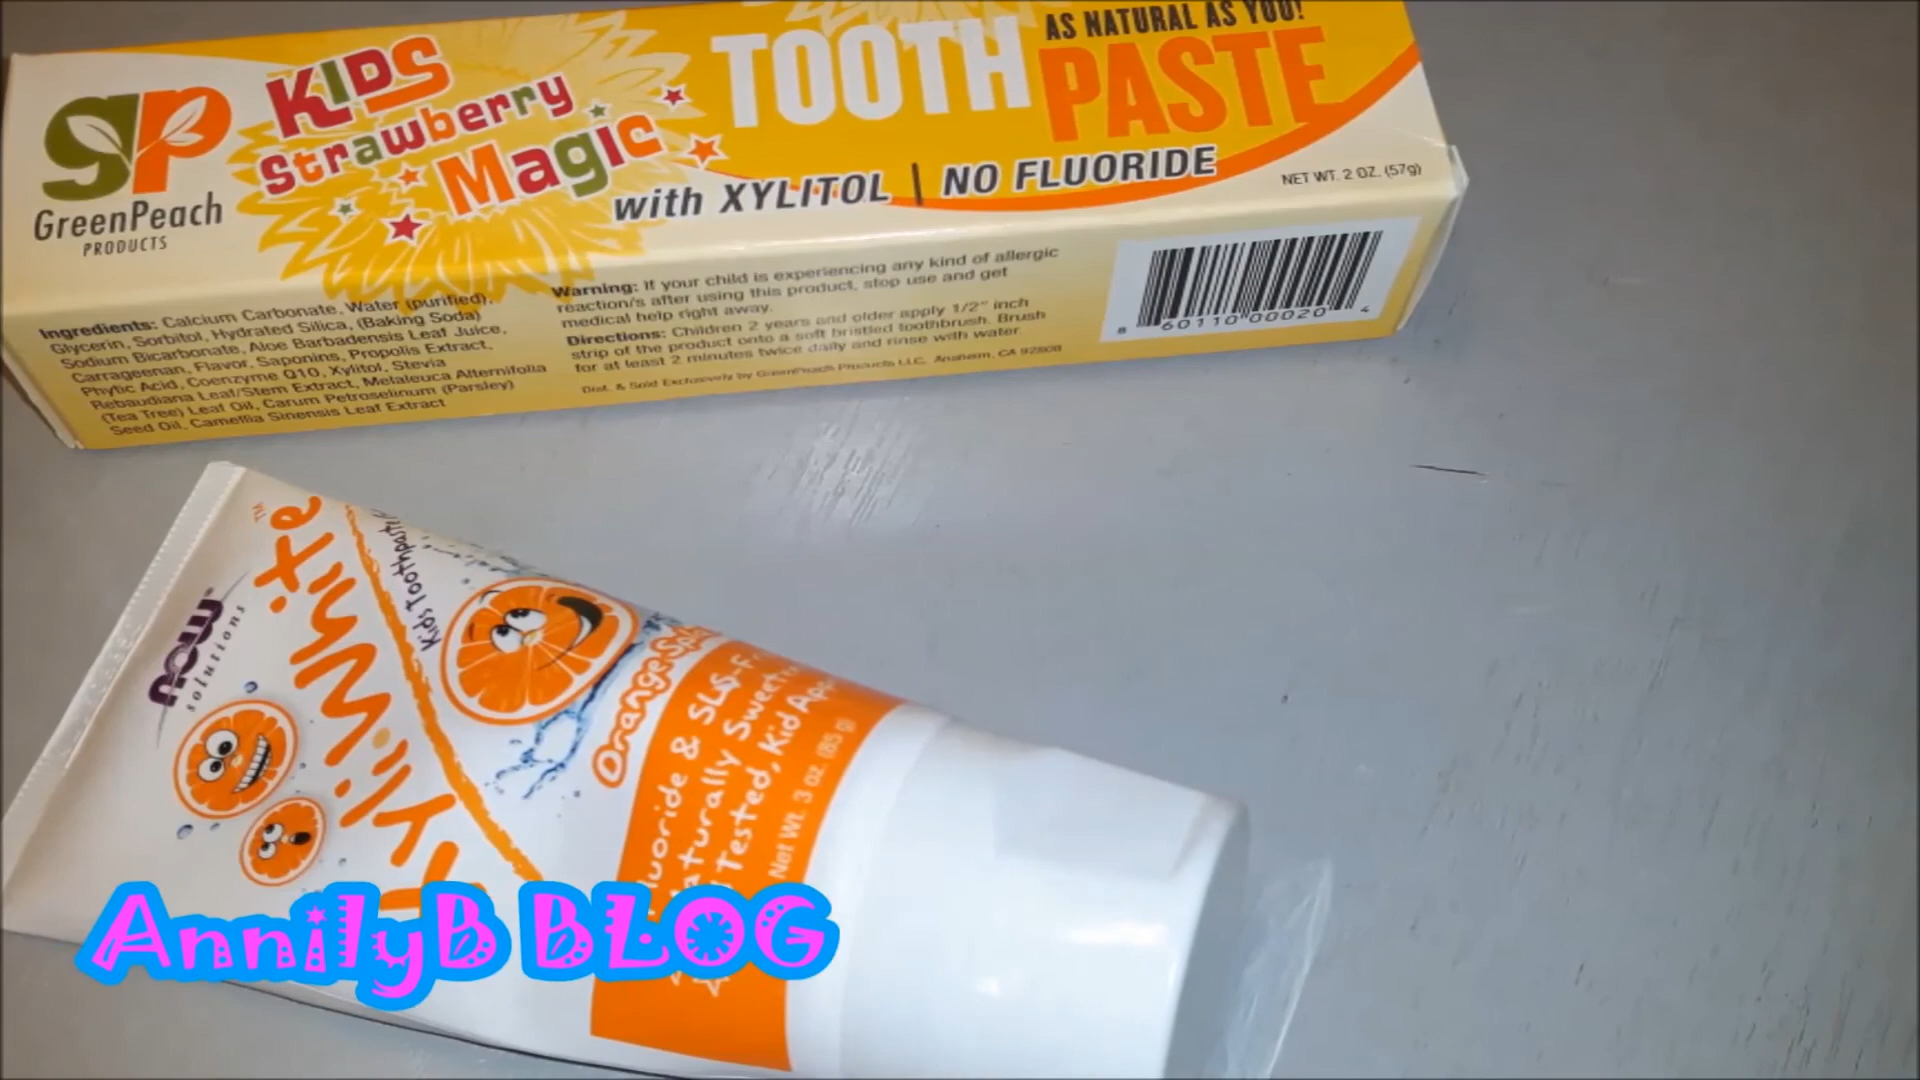 gp
GreenPeach
PRODUCTS
KIDS
Strawberry
Magic
TOOTH
AS NATURAL AS YOU!
PASTE
with XYLITOL | NO FLUORIDE
NET WT. 2 OZ. (57g)
Ingredients: Calcium Carbonate, Water (purified),
Glycerin, Sorbitol, Hydrated Silica, (Baking Soda)
Sodium Bicarbonate, Aloe Barbadensis Leaf Juice,
Carrageenan, Flavor, Saponins, Propolis Extract,
Phytic Acid, Coenzyme Q10, Xylitol, Stevia
Rebaudiana Leaf/Stem Extract, Melaleuca Alternifolia
(Tea Tree) Leaf Oil, Carum Petroselinum (Parsley)
Seed Oil, Camellia Sinensis Leaf Extract
Warning: If your child is experiencing any kind of allergic
reaction/s after using this product, stop use and get
medical help right away.
Directions: Children 2 years and older apply 1/2" inch
strip of the product onto a soft bristled toothbrush. Brush
for at least 2 minutes twice daily and rinse with water.
Dist. & Sold Exclusively by GreenPeach Products LLC. Anaheim, CA 92808
8 60110 00020 4
now
solutions
XyliWhite™
Kids Toothpaste
Orange
& SLS-F
Sweet
Tested, Kid
Net Wt. 3 oz. (85 g)
AnnilyB BLOG